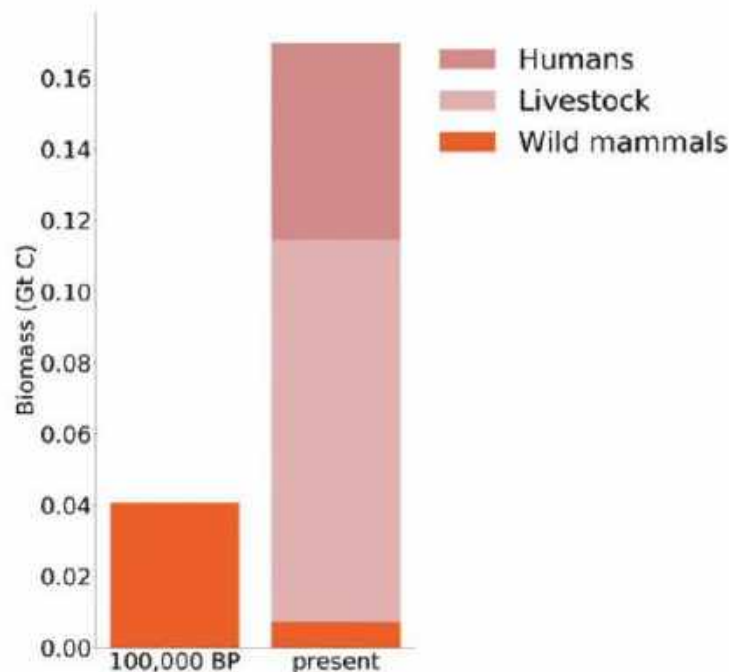 Humans
Livestock
Wild mammals
Biomass (Gt C)
0.16
0.14
0.12
0.10
0.08
0.06
0.04
0.02
0.00
100,000 BP
present